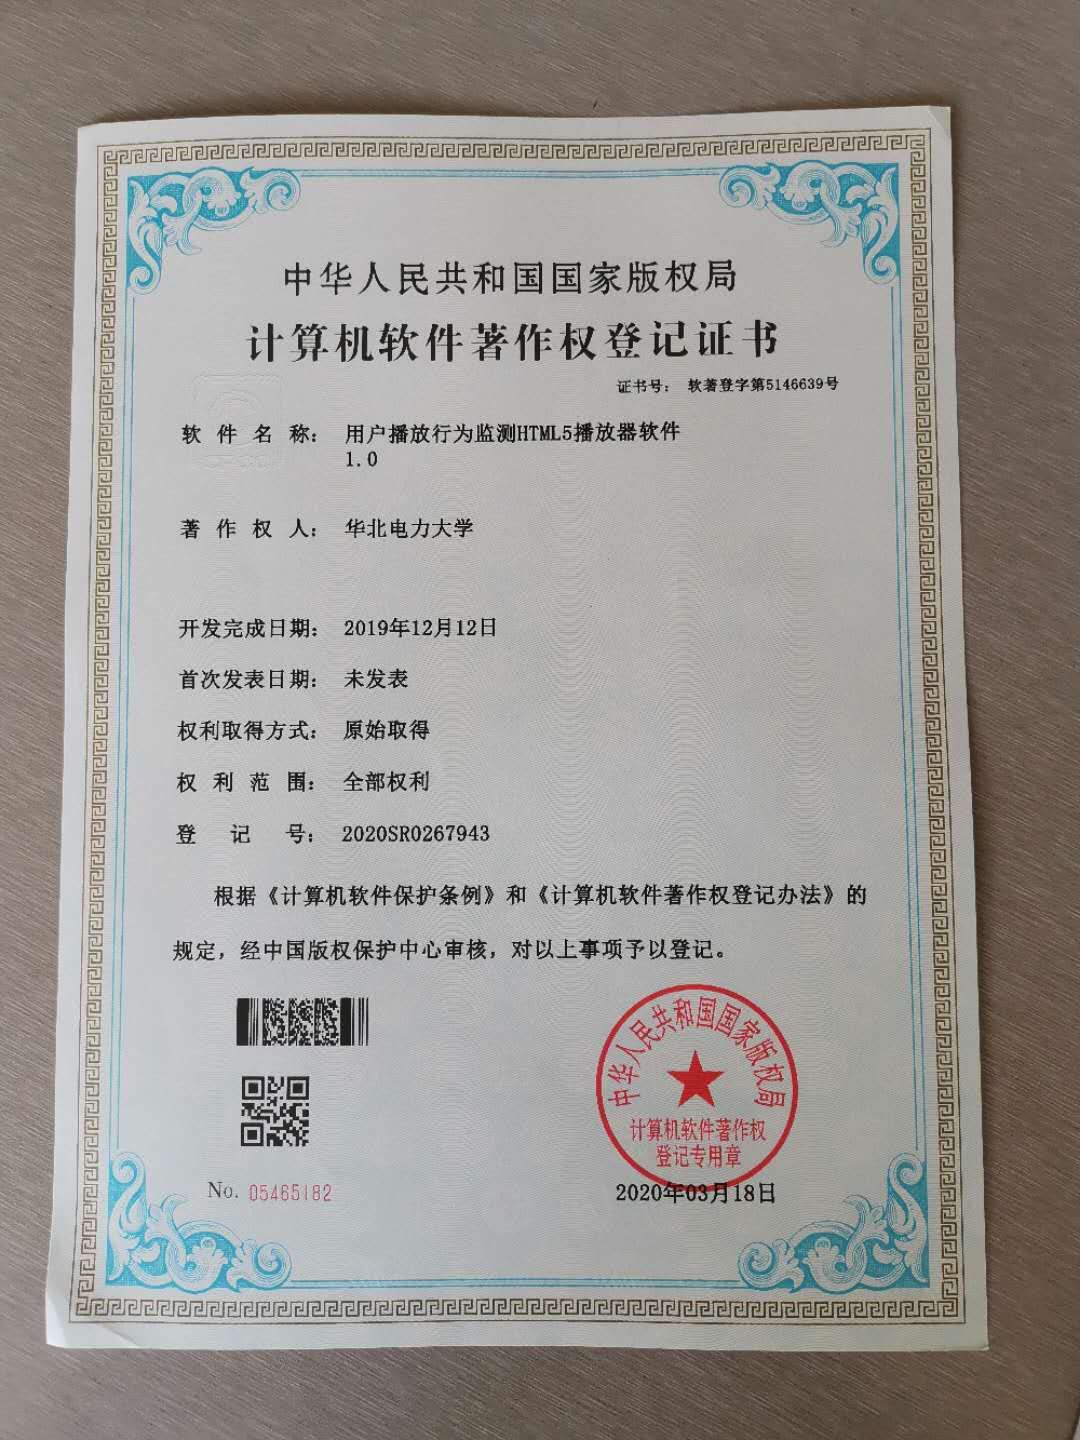 中华人民共和国国家版权局
计算机软件著作权登记证书
证书号： 软著登字第5146639号
软件名称： 用户播放行为监测HTML5播放器软件
1.0
著作权人： 华北电力大学
开发完成日期： 2019年12月12日
首次发表日期： 未发表
权利取得方式： 原始取得
权利范围： 全部权利
登记号： 2020SR0267943
根据《计算机软件保护条例》和《计算机软件著作权登记办法》的
规定，经中国版权保护中心审核，对以上事项予以登记。
中华人民共和国国家版权局
计算机软件著作权
登记专用章
No. 05465182
2020年03月18日